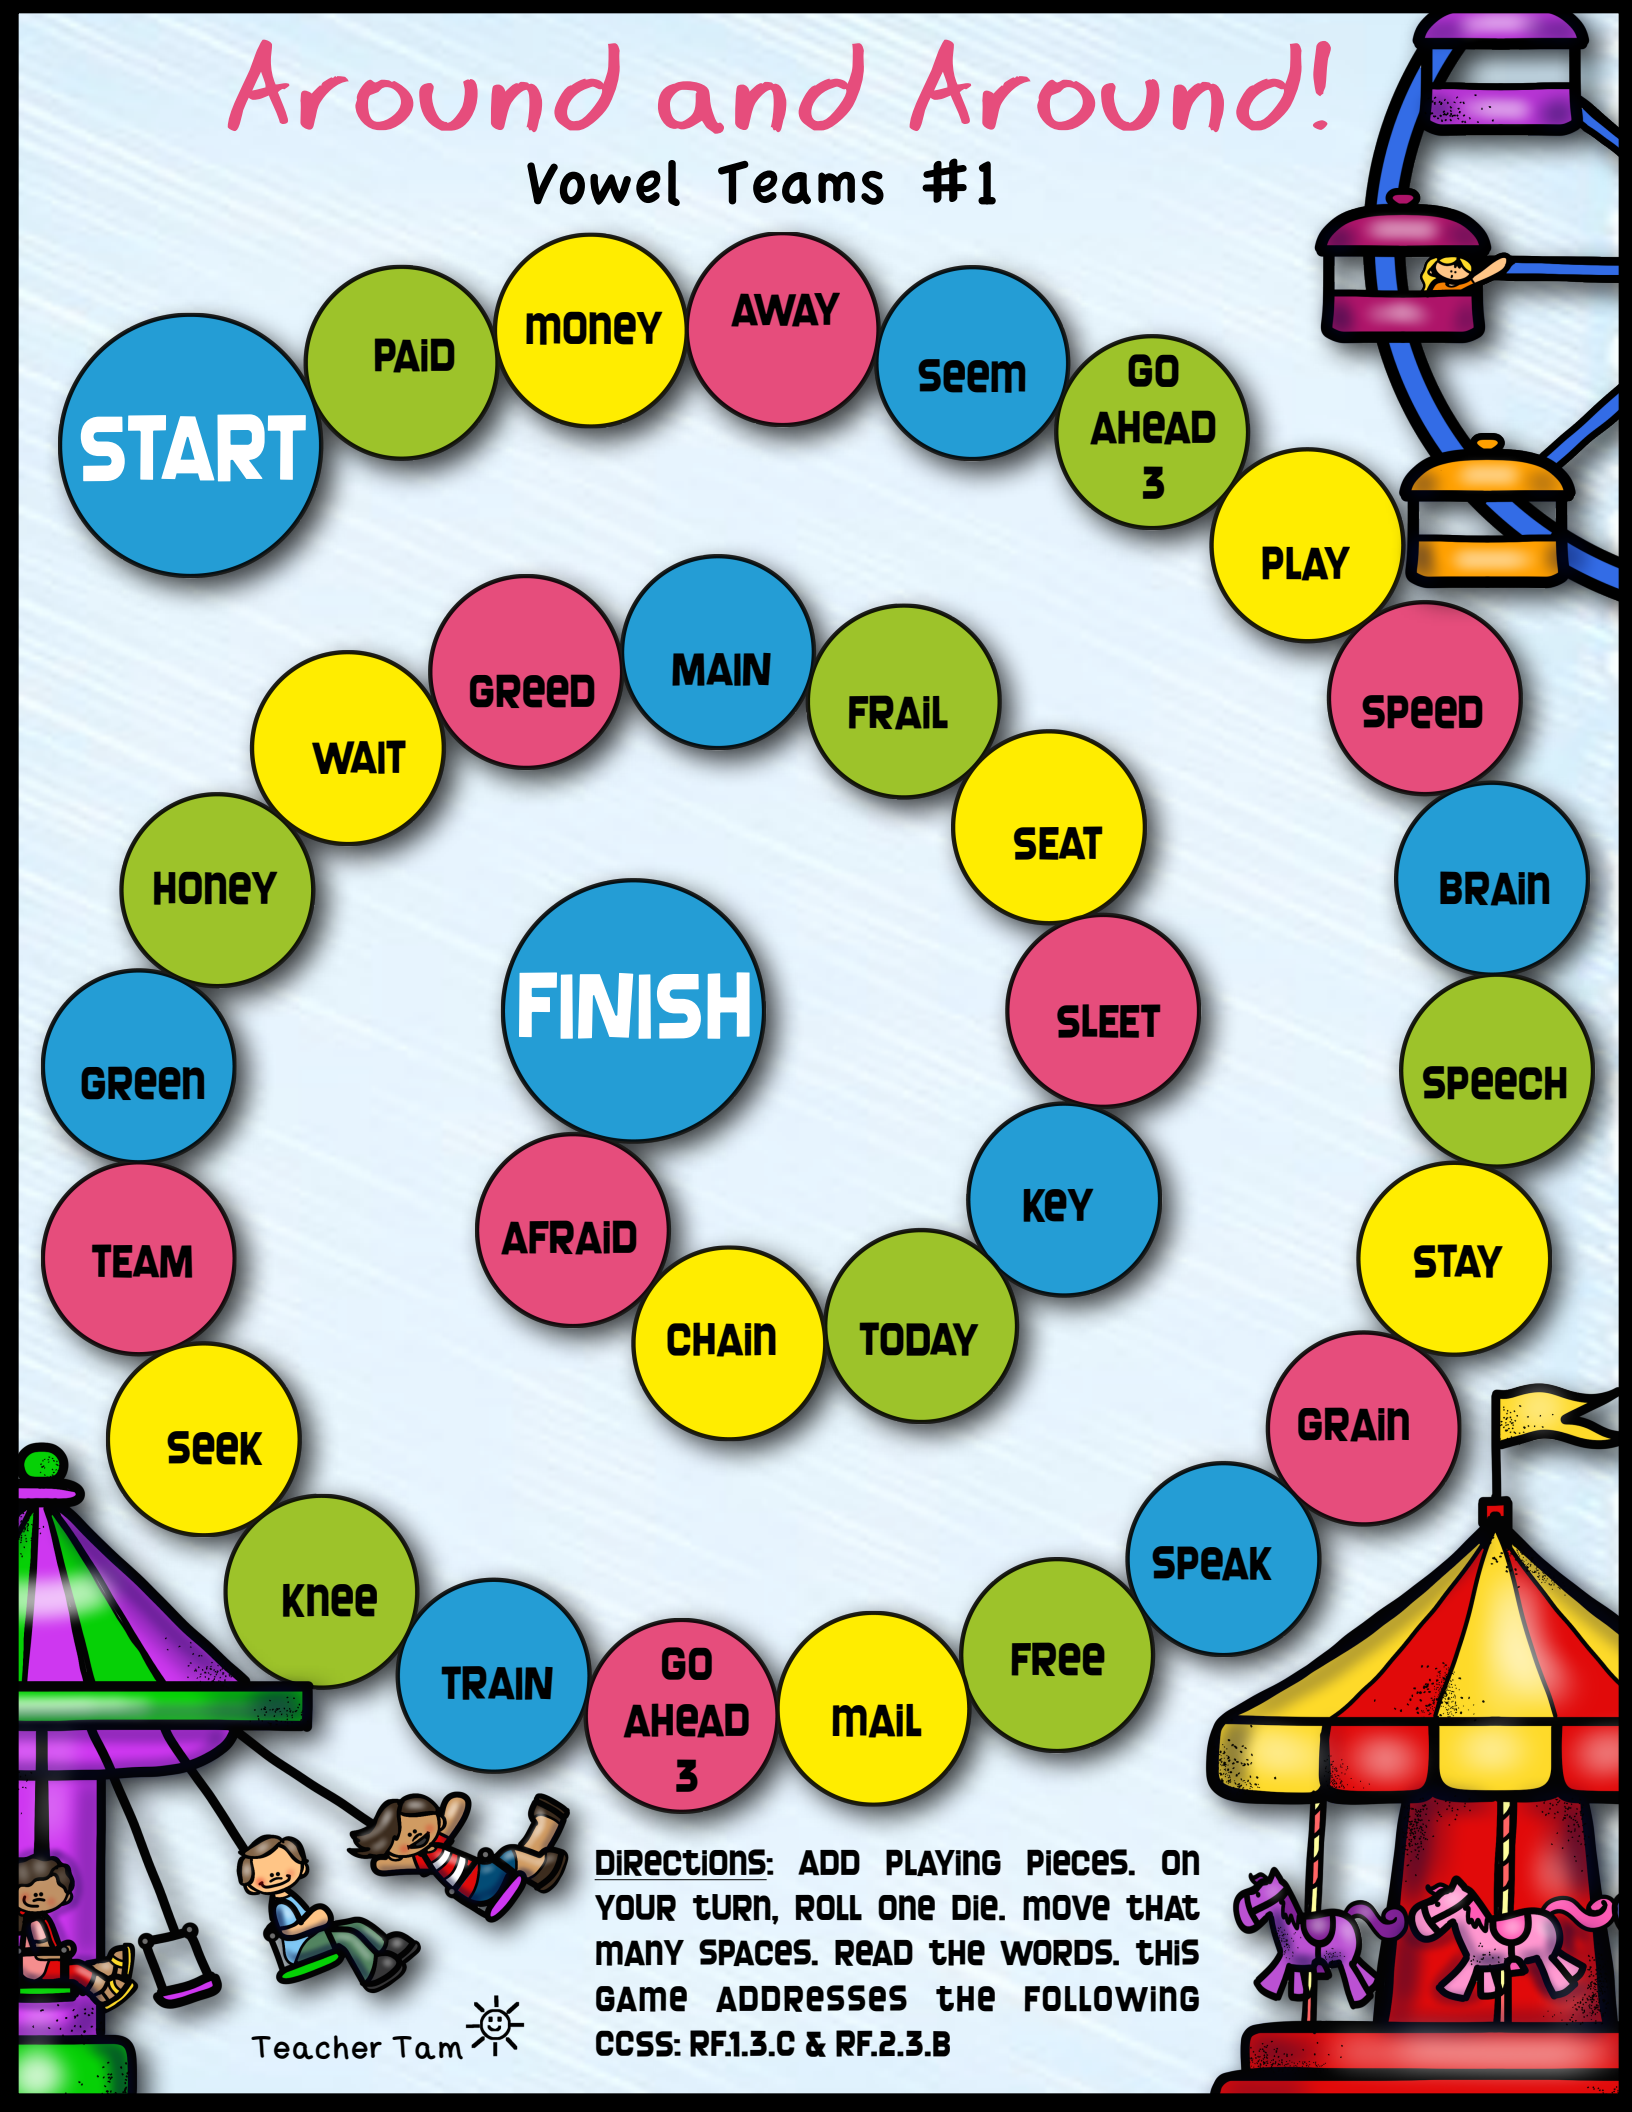 Around and Around!
Vowel Teams #1
START
PAiD
money
AWAY
seem
GO
AHeAD
3
PLAY
SPeeD
BRAin
SPeeCH
STAY
GRAin
SPeAK
FRee
mAiL
GO
AHeAD
3
TRAIN
Knee
seeK
TEAM
GReen
HOneY
WAIT
GReeD
MAIN
FRAiL
SEAT
SLEET
KeY
TODAY
CHAin
AFRAiD
FINISH
DiRectiOnS: ADD PLAYinG PieceS. On
YOUR tURn, ROLL One Die. mOve tHAt
mAnY SPAceS. ReAD tHe WORDS. tHiS
GAme ADDReSSeS tHe FOLLOWinG
CCSS: RF.1.3.C & RF.2.3.B
Teacher Tam